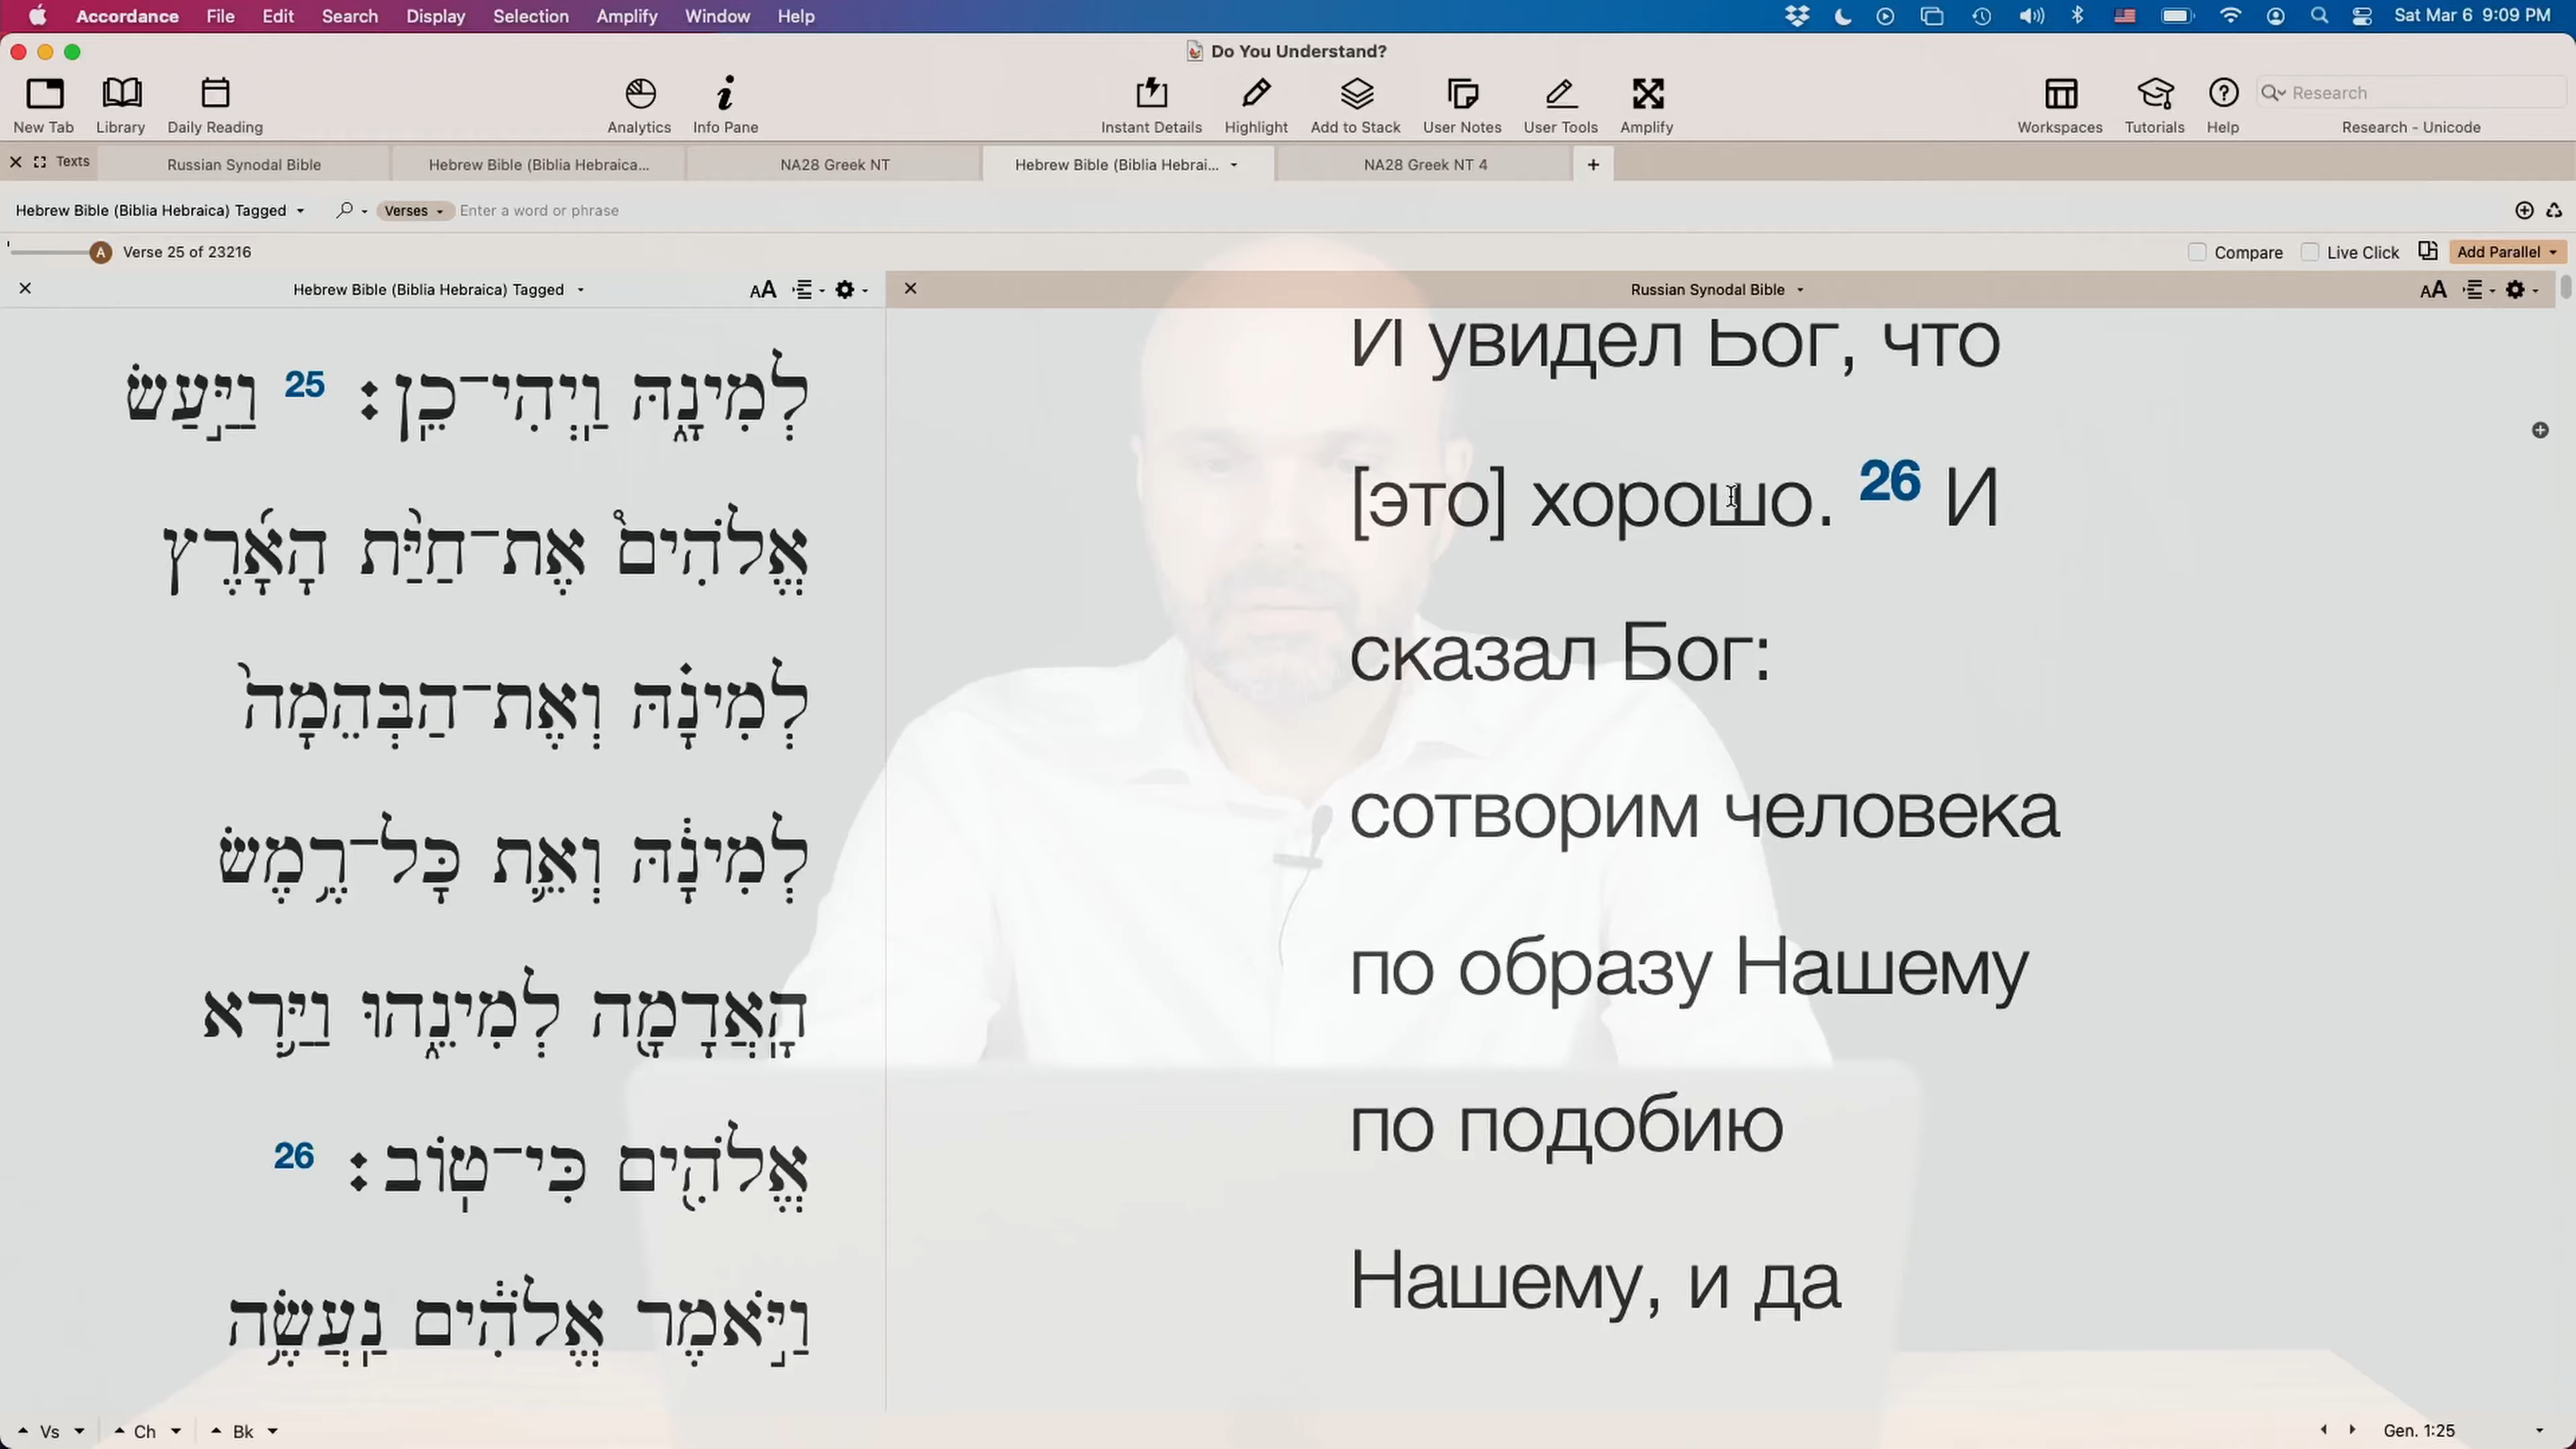 Accordance File Edit Search Display Selection Amplify Window Help Sat Mar 6 9:09 PM
Do You Understand?
New Tab Library Daily Reading Analytics Info Pane Instant Details Highlight Add to Stack User Notes User Tools Amplify Workspaces Tutorials Help Research
Research - Unicode
Texts Russian Synodal Bible Hebrew Bible (Biblia Hebraica... NA28 Greek NT Hebrew Bible (Biblia Hebrai... NA28 Greek NT 4
Hebrew Bible (Biblia Hebraica) Tagged Verses Enter a word or phrase
A Verse 25 of 23216 Compare Live Click Add Parallel
Hebrew Bible (Biblia Hebraica) Tagged
לְמִינָ֑הּ וַֽיְהִי־כֵֽן׃ 25 וַיַּ֣עַשׂ
אֱלֹהִים֩ אֶת־חַיַּ֨ת הָאָ֜רֶץ
לְמִינָ֗הּ וְאֶת־הַבְּהֵמָה֙
לְמִינָ֔הּ וְאֵ֛ת כָּל־רֶ֥מֶשׂ
הָֽאֲדָמָ֖ה לְמִינֵ֑הוּ וַיַּ֥רְא
אֱלֹהִ֖ים כִּי־טֽוֹב׃ 26
וַיֹּ֣אמֶר אֱלֹהִ֔ים נַֽעֲשֶׂ֥ה
Russian Synodal Bible
И увидел Бог, что
[это] хорошо. 26 И
сказал Бог:
сотворим человека
по образу Нашему
по подобию
Нашему, и да
Vs Ch Bk Gen. 1:25